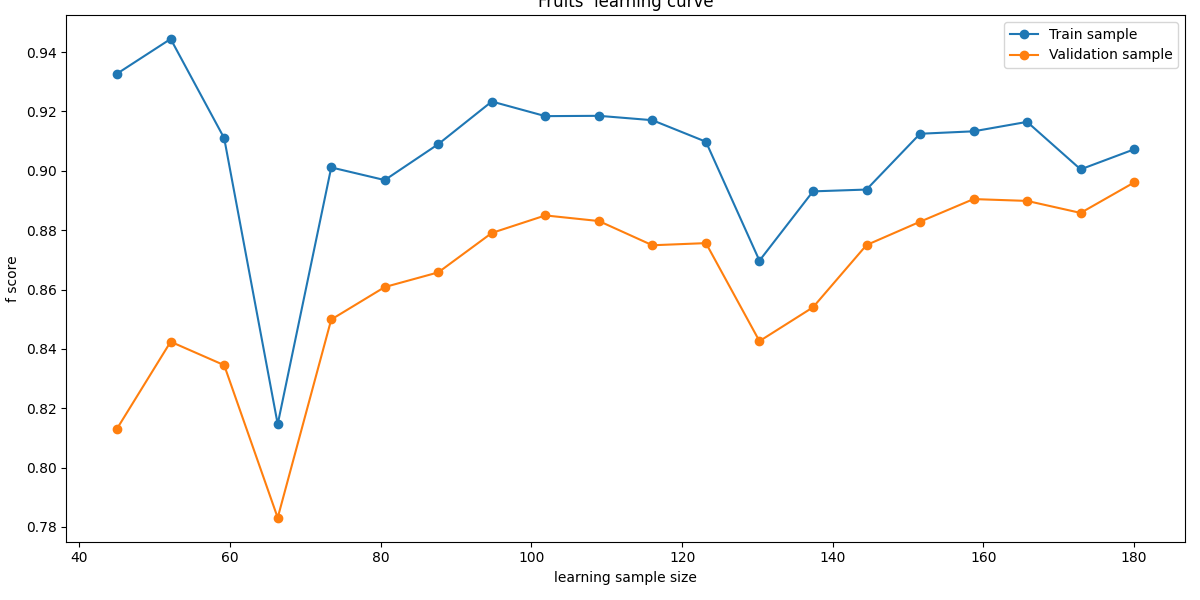 Fruits' learning curve
Train sample
Validation sample
f score
0.94
0.92
0.90
0.88
0.86
0.84
0.82
0.80
0.78
40 60 80 100 120 140 160 180
learning sample size